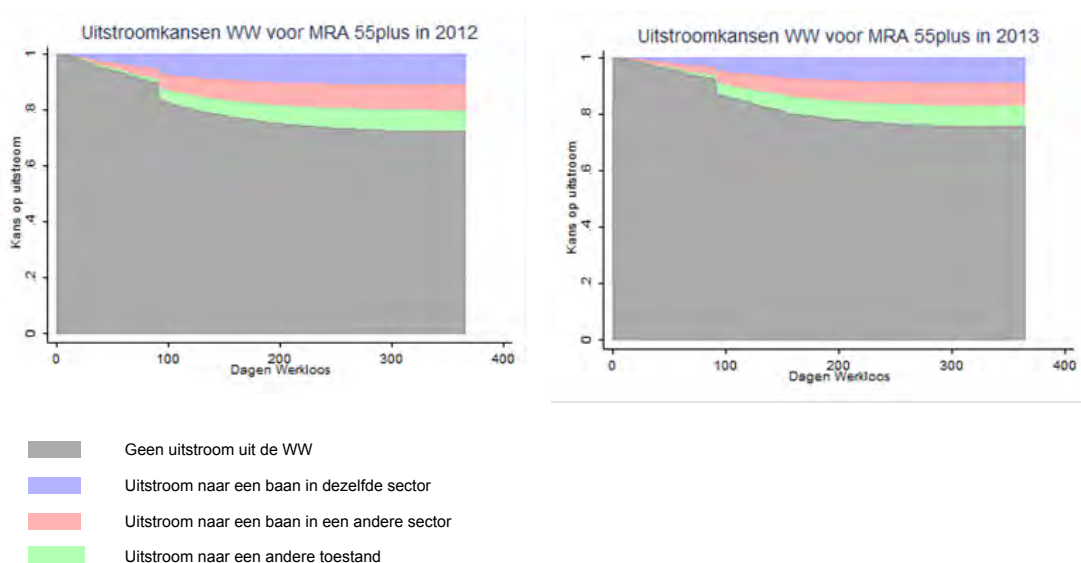 Uitstroomkansen WW voor MRA 55plus in 2012
Kans op uitstroom
1
.8
.6
.4
.2
0
0 100 200 300 400
Dagen Werkloos
Uitstroomkansen WW voor MRA 55plus in 2013
Kans op uitstroom
1
.8
.6
.4
.2
0
0 100 200 300 400
Dagen Werkloos
Geen uitstroom uit de WW
Uitstroom naar een baan in dezelfde sector
Uitstroom naar een baan in een andere sector
Uitstroom naar een andere toestand